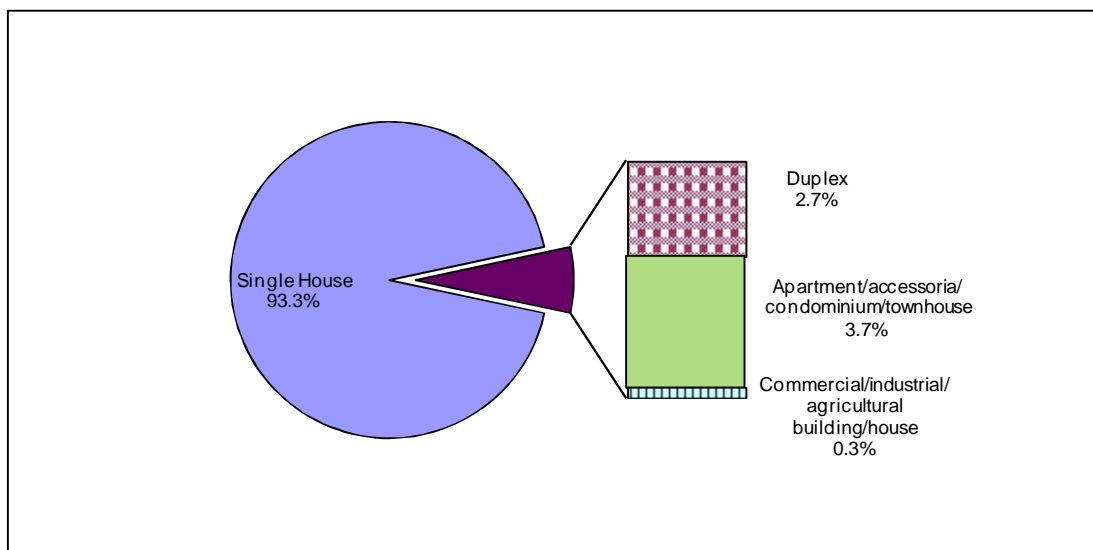 Single House
93.3%
Duplex
2.7%
Apartment/accessoria/
condominium/townhouse
3.7%
Commercial/industrial/
agricultural
building/house
0.3%